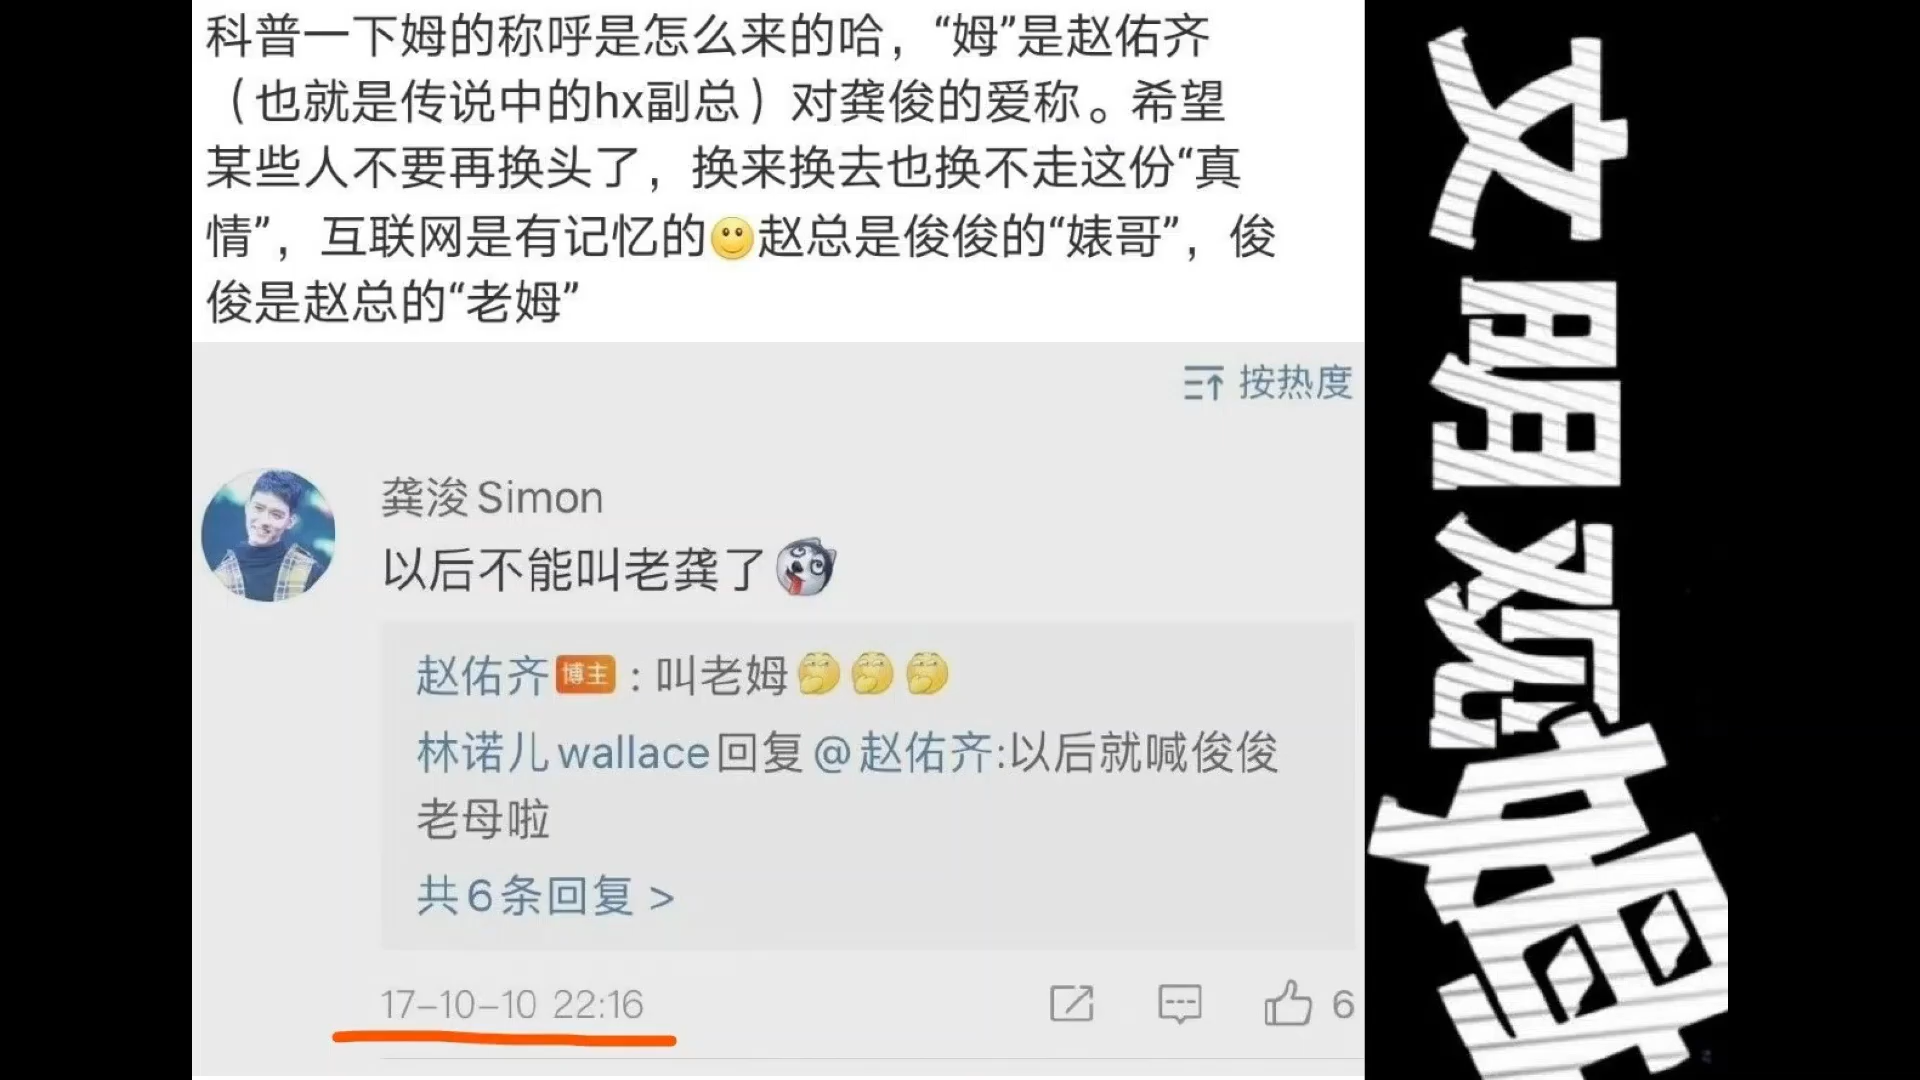 科普一下姆的称呼是怎么来的哈，“姆”是赵佑齐
（也就是传说中的hx副总）对龚俊的爱称。希望
某些人不要再换头了，换来换去也换不走这份“真
情”，互联网是有记忆的赵总是俊俊的“婊哥”，俊
俊是赵总的“老姆”
按热度
龚浚Simon
以后不能叫老龚了
赵佑齐博主：叫老姆
林诺儿wallace回复@赵佑齐:以后就喊俊俊
老母啦
共6条回复 >
17-10-10 22:16
6
文明观姆